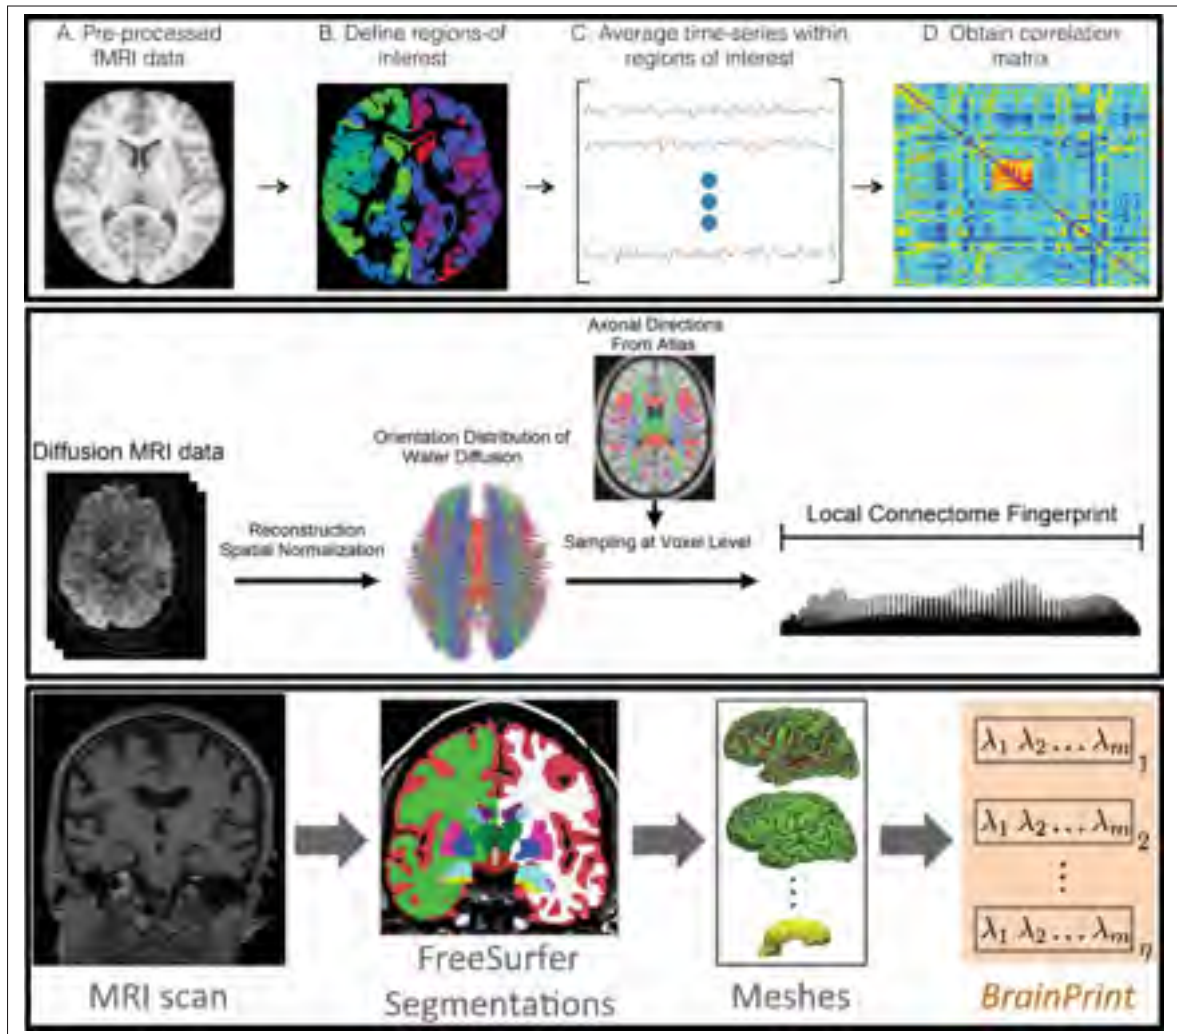 A. Pre-processed
fMRI data
B. Define regions-of
interest
C. Average time-series within
regions of interest
D. Obtain correlation
matrix
Axonal Directions
From Atlas
Diffusion MRI data
Orientation Distribution of
Water Diffusion
Reconstruction
Spatial Normalization
Sampling at Voxel Level
Local Connectome Fingerprint
λ₁ λ₂ … λₘ 1
λ₁ λ₂ … λₘ 2
λ₁ λ₂ … λₘ η
MRI scan
FreeSurfer
Segmentations
Meshes
BrainPrint